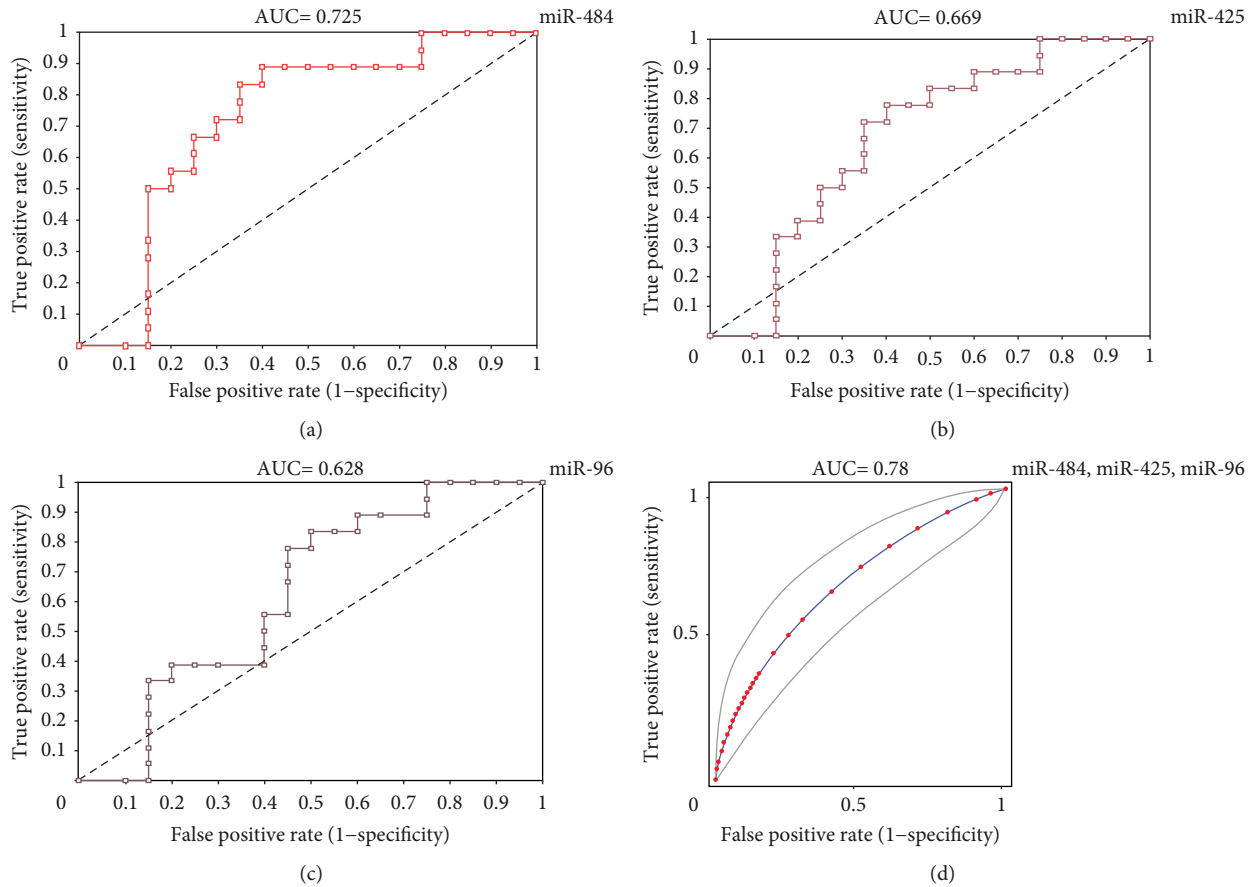 AUC= 0.725 miR-484
1
0.9
0.8
0.7
0.6
0.5
0.4
0.3
0.2
0.1
True positive rate (sensitivity)
0 0.1 0.2 0.3 0.4 0.5 0.6 0.7 0.8 0.9 1
False positive rate (1−specificity)
(a)
AUC= 0.669 miR-425
1
0.9
0.8
0.7
0.6
0.5
0.4
0.3
0.2
0.1
True positive rate (sensitivity)
0 0.1 0.2 0.3 0.4 0.5 0.6 0.7 0.8 0.9 1
False positive rate (1−specificity)
(b)
AUC= 0.628 miR-96
1
0.9
0.8
0.7
0.6
0.5
0.4
0.3
0.2
0.1
True positive rate (sensitivity)
0 0.1 0.2 0.3 0.4 0.5 0.6 0.7 0.8 0.9 1
False positive rate (1−specificity)
(c)
AUC= 0.78 miR-484, miR-425, miR-96
1
0.5
True positive rate (sensitivity)
0 0.5 1
False positive rate (1−specificity)
(d)